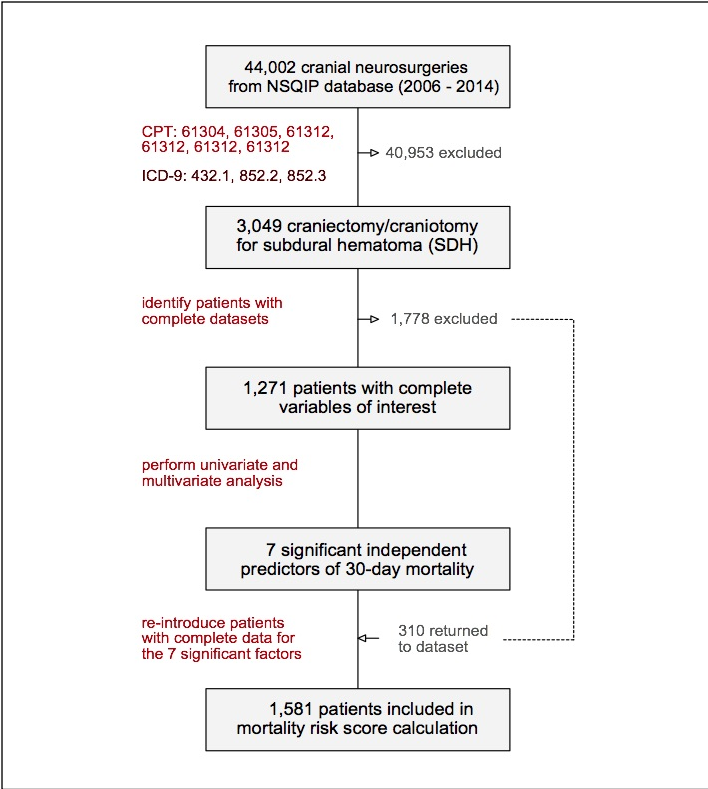 44,002 cranial neurosurgeries
from NSQIP database (2006 - 2014)
CPT: 61304, 61305, 61312,
61312, 61312, 61312
40,953 excluded
ICD-9: 432.1, 852.2, 852.3
3,049 craniectomy/craniotomy
for subdural hematoma (SDH)
identify patients with
complete datasets
1,778 excluded
1,271 patients with complete
variables of interest
perform univariate and
multivariate analysis
7 significant independent
predictors of 30-day mortality
re-introduce patients
with complete data for
the 7 significant factors
310 returned
to dataset
1,581 patients included in
mortality risk score calculation